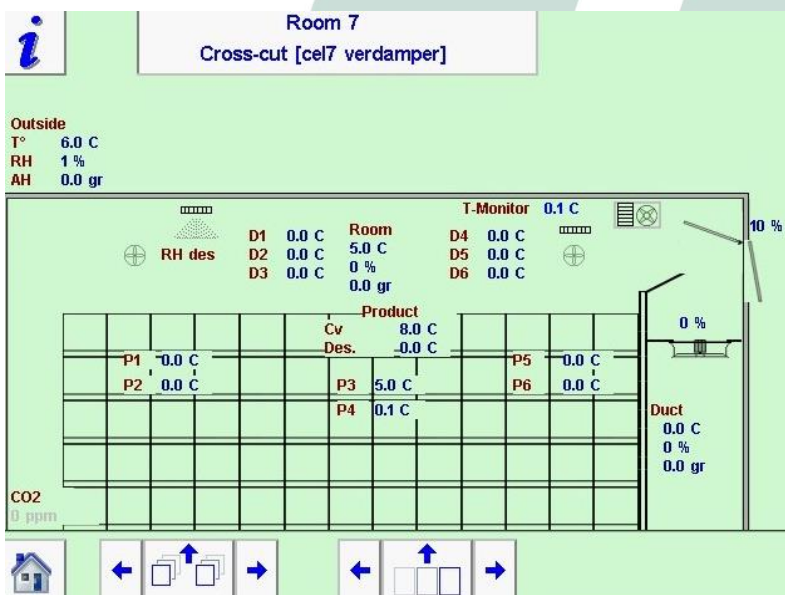 i
Room 7
Cross-cut [cel7 verdamper]
Outside
T° 6.0 C
RH 1 %
AH 0.0 gr
T-Monitor 0.1 C
10 %
RH des
D1 0.0 C
D2 0.0 C
D3 0.0 C
Room
5.0 C
0 %
0.0 gr
D4 0.0 C
D5 0.0 C
D6 0.0 C
Product
Cv 8.0 C
Des. 0.0 C
0 %
P1 0.0 C
P2 0.0 C
P3 5.0 C
P4 0.1 C
P5 0.0 C
P6 0.0 C
Duct
0.0 C
0 %
0.0 gr
CO2
0 ppm